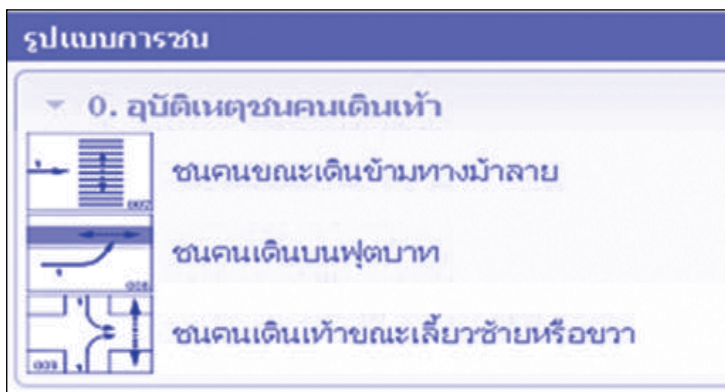 รูปแบบการชน
0. อุบัติเหตุชนคนเดินเท้า
ชนคนขณะเดินข้ามทางม้าลาย
002
ชนคนเดินบนฟุตบาท
ชนคนเดินเท้าขณะเลี้ยวซ้ายหรือขวา